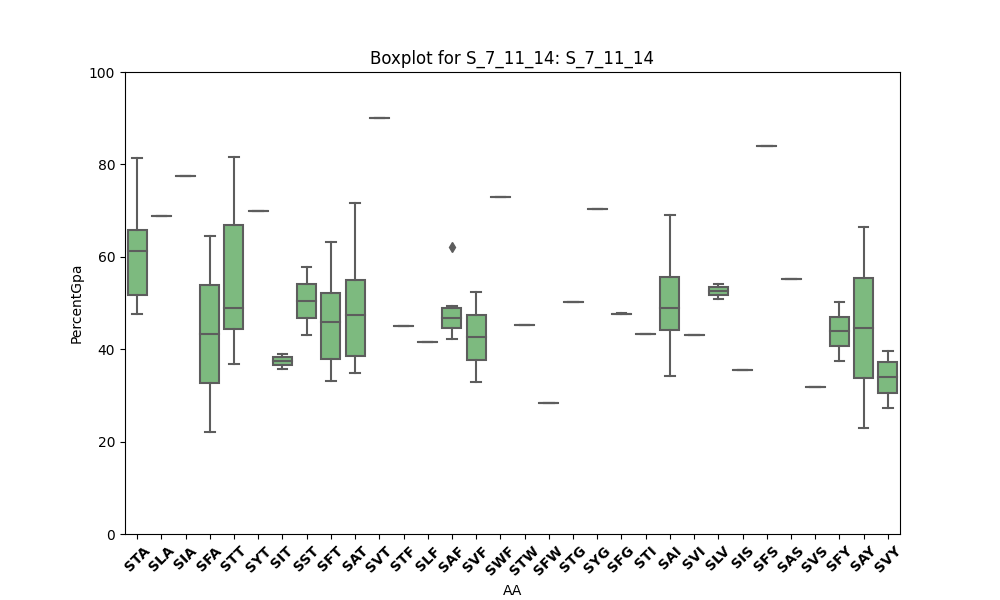 Boxplot for S_7_11_14: S_7_11_14
100
80
60
40
20
0
PercentGpa
STA SLA SIA SFA STT SYT SIT SST SFT SAT SVT STF SLF SAF SVF SWF STW SFW STG SYG SFG STI SAI SVI SLV SIS SFS SAS SVS SFY SAY SVY
AA